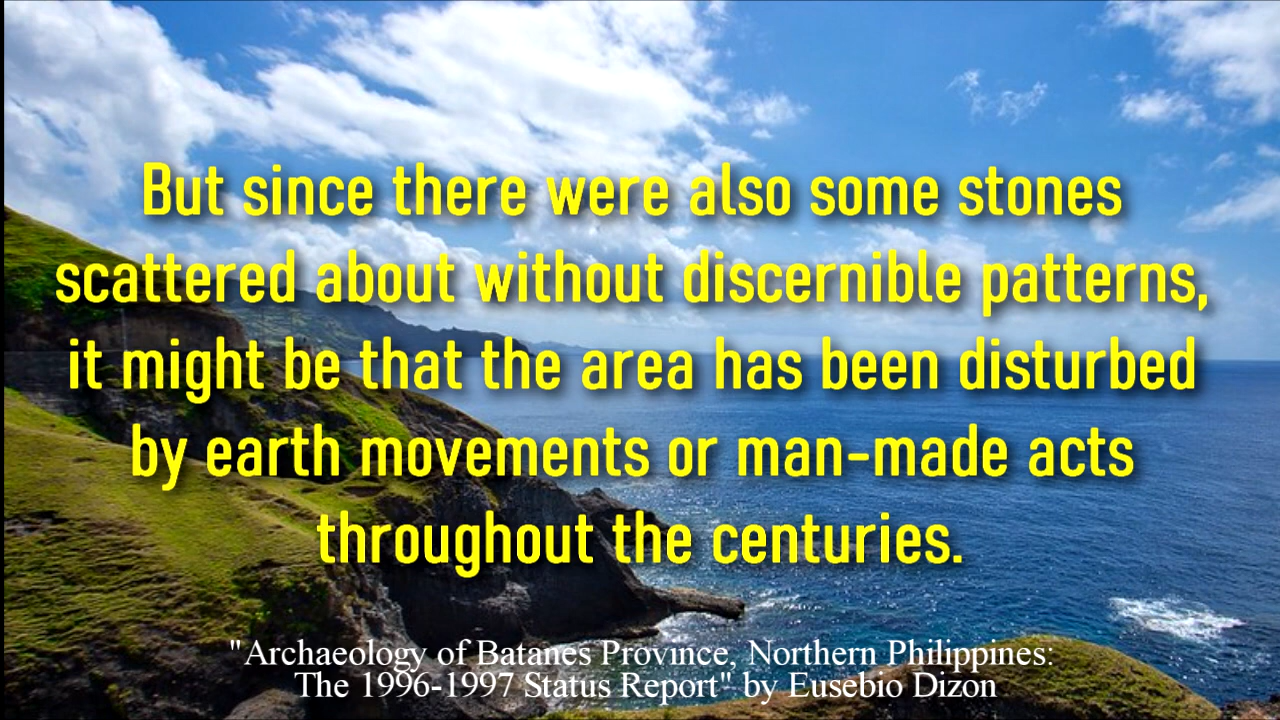 But since there were also some stones
scattered about without discernible patterns,
it might be that the area has been disturbed
by earth movements or man-made acts
throughout the centuries.
"Archaeology of Batanes Province, Northern Philippines:
The 1996-1997 Status Report" by Eusebio Dizon